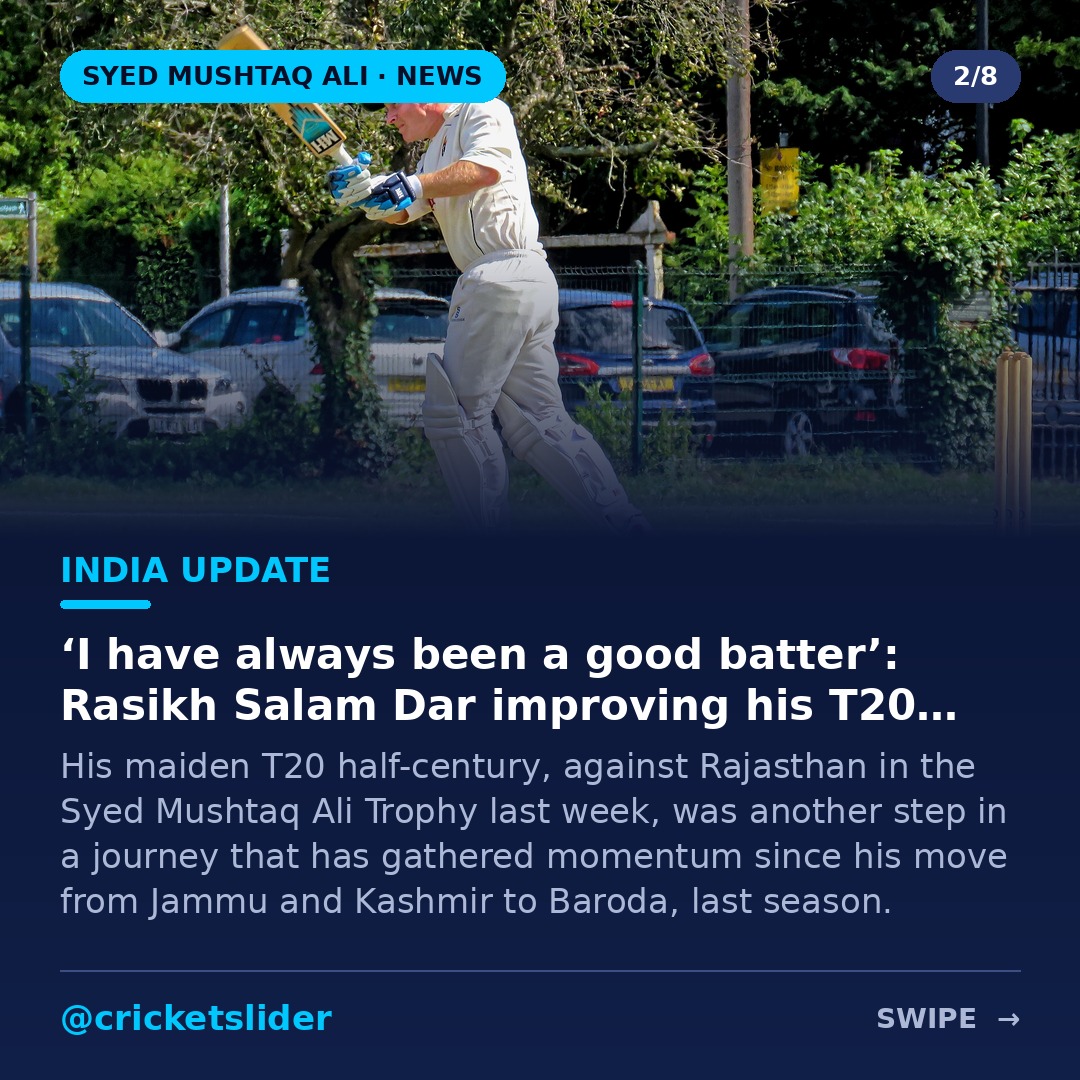 SYED MUSHTAQ ALI · NEWS
2/8
INDIA UPDATE
‘I have always been a good batter’:
Rasikh Salam Dar improving his T20…
His maiden T20 half-century, against Rajasthan in the
Syed Mushtaq Ali Trophy last week, was another step in
a journey that has gathered momentum since his move
from Jammu and Kashmir to Baroda, last season.
@cricketslider
SWIPE →